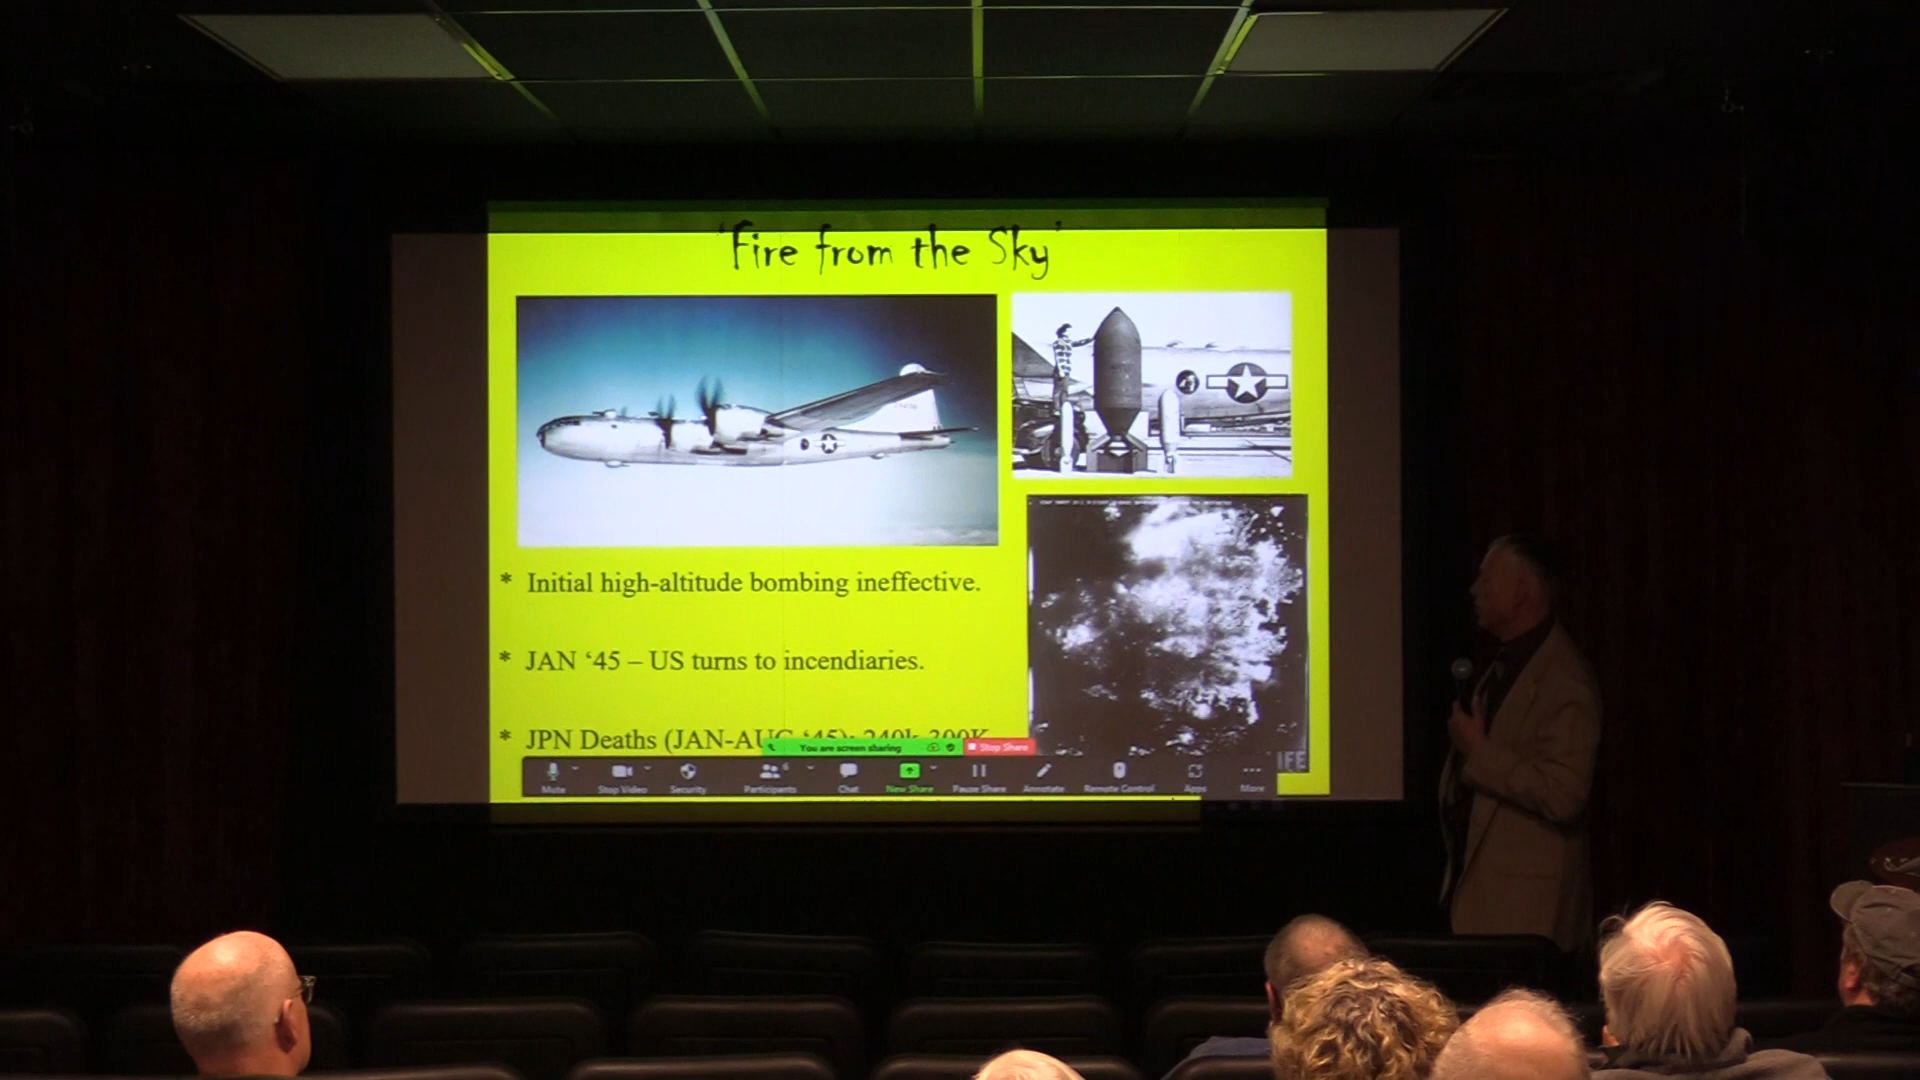 'Fire from the Sky'
* Initial high-altitude bombing ineffective.
* JAN ‘45 – US turns to incendiaries.
* JPN Deaths (JAN-AUG ‘45): 240k-300K
You are screen sharing
Stop Share
Mute
Stop Video
Security
Participants
6
Chat
New Share
Pause Share
Annotate
Remote Control
Apps
More
IFE